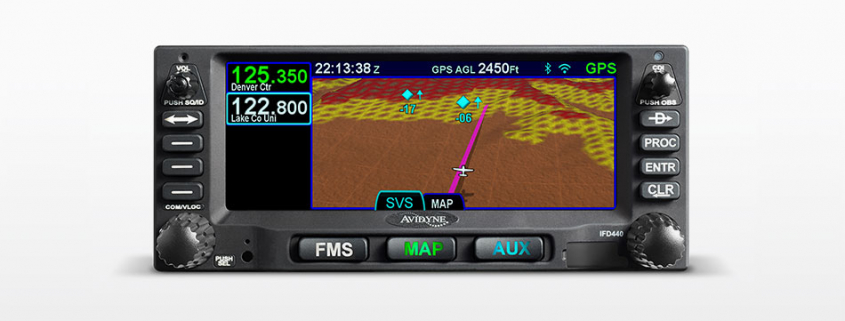 VOL
PUSH SQ/ID
125.350
Denver Ctr
122.800
Lake Co Uni
22:13:38 Z
GPS AGL 2450Ft
GPS
-17
-06
SVS
MAP
CDI
PUSH OBS
D
PROC
ENTR
CLR
COM/VLOC
PUSH
SEL
AVIDYNE
IFD440
FMS
MAP
AUX